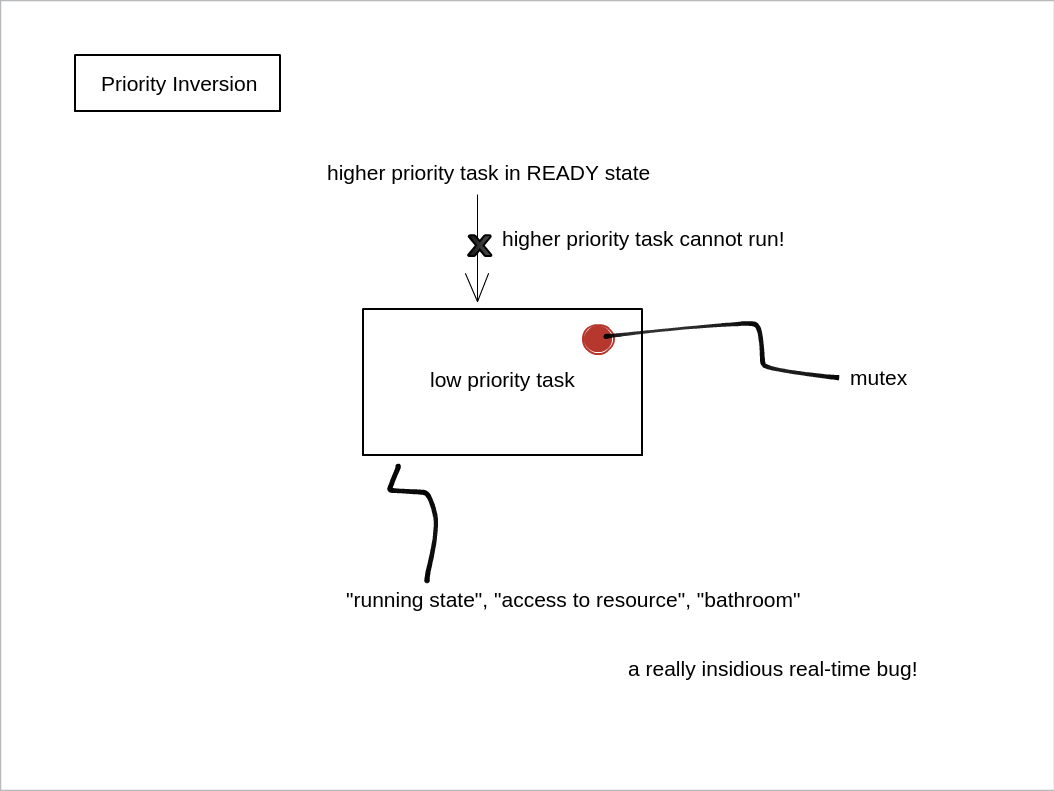 Priority Inversion
higher priority task in READY state
higher priority task cannot run!
low priority task
mutex
"running state", "access to resource", "bathroom"
a really insidious real-time bug!